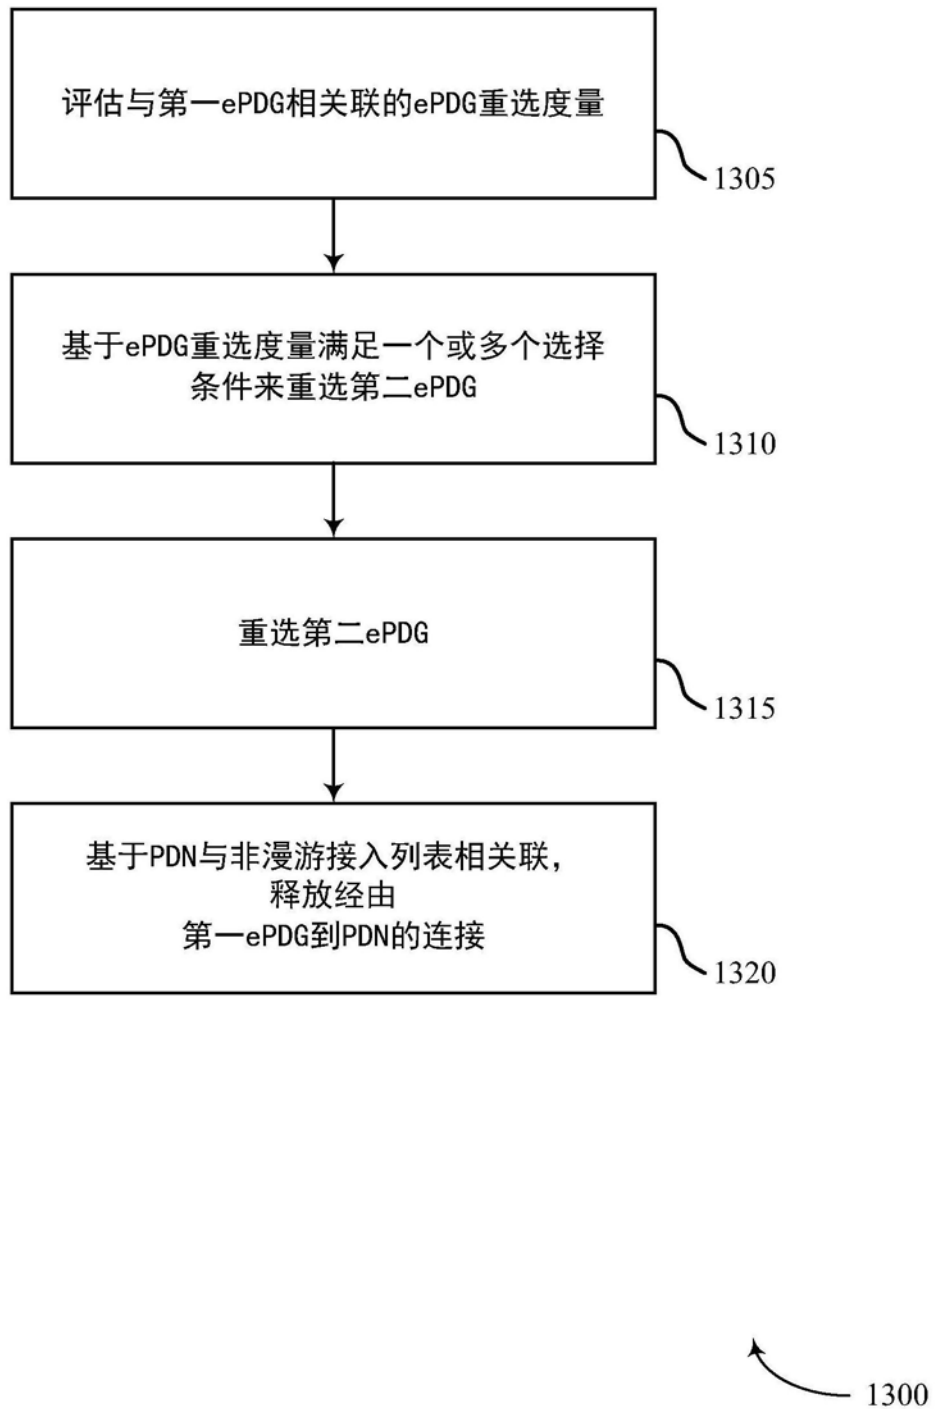 评估与第一ePDG相关联的ePDG重选度量
1305
基于ePDG重选度量满足一个或多个选择
条件来重选第二ePDG
1310
重选第二ePDG
1315
基于PDN与非漫游接入列表相关联，
释放经由
第一ePDG到PDN的连接
1320
1300